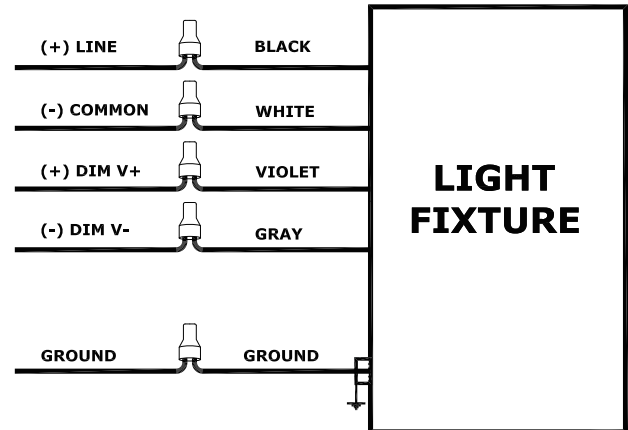 (+) LINE BLACK
(-) COMMON WHITE
(+) DIM V+ VIOLET
(-) DIM V- GRAY
GROUND GROUND
LIGHT
FIXTURE